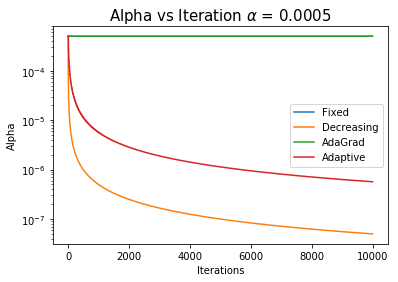 Alpha vs Iteration α = 0.0005
Alpha
10⁻⁴
10⁻⁵
10⁻⁶
10⁻⁷
Fixed
Decreasing
AdaGrad
Adaptive
0 2000 4000 6000 8000 10000
Iterations